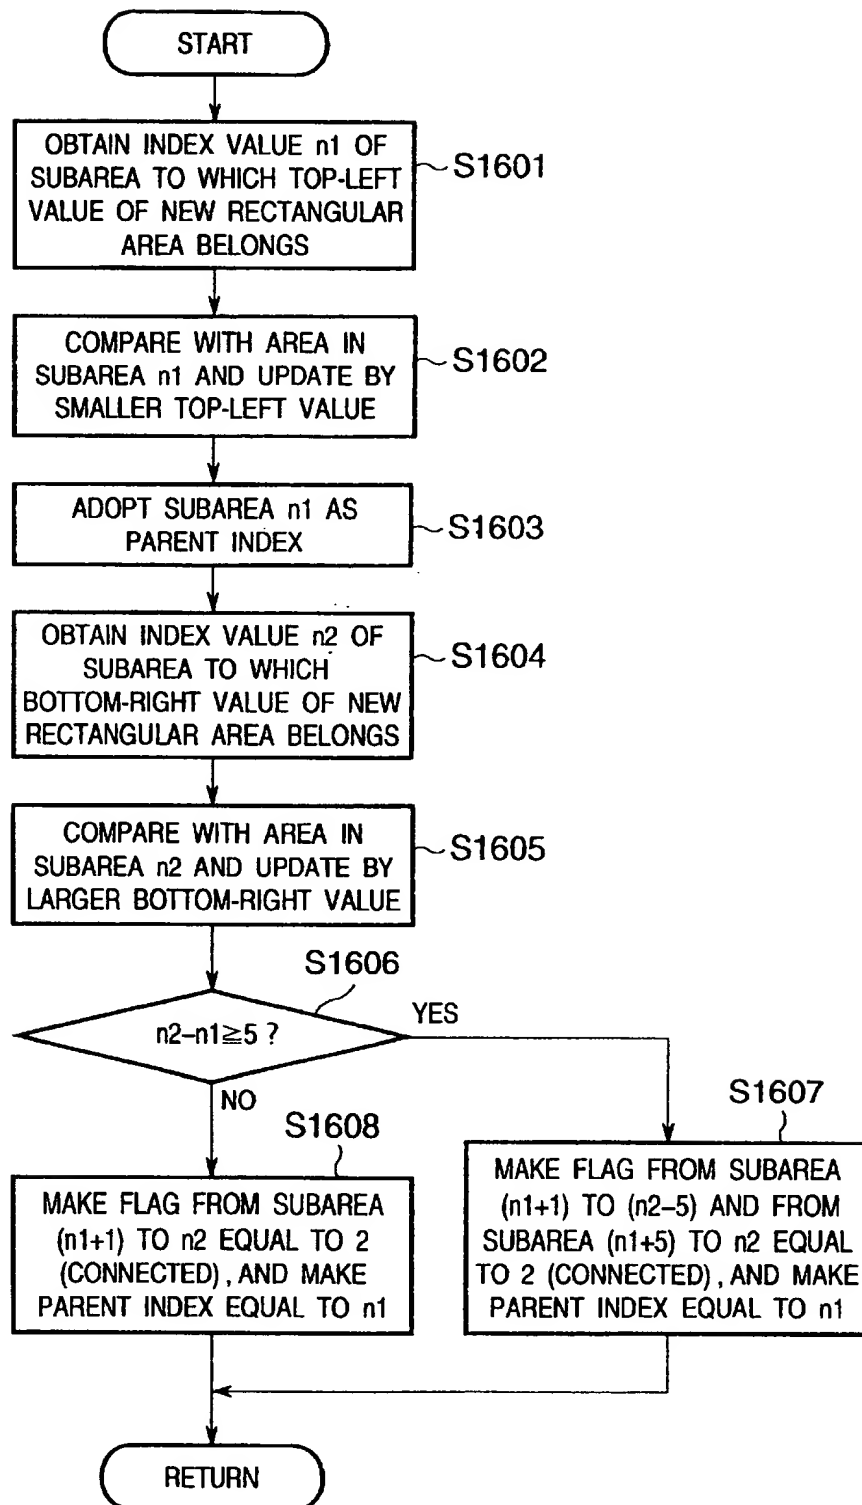 START
OBTAIN INDEX VALUE n1 OF
SUBAREA TO WHICH TOP-LEFT
VALUE OF NEW RECTANGULAR
AREA BELONGS
S1601
COMPARE WITH AREA IN
SUBAREA n1 AND UPDATE BY
SMALLER TOP-LEFT VALUE
S1602
ADOPT SUBAREA n1 AS
PARENT INDEX
S1603
OBTAIN INDEX VALUE n2 OF
SUBAREA TO WHICH
BOTTOM-RIGHT VALUE OF NEW
RECTANGULAR AREA BELONGS
S1604
COMPARE WITH AREA IN
SUBAREA n2 AND UPDATE BY
LARGER BOTTOM-RIGHT VALUE
S1605
S1606
n2–n1≧5 ?
YES
NO
S1607
MAKE FLAG FROM SUBAREA
(n1+1) TO (n2–5) AND FROM
SUBAREA (n1+5) TO n2 EQUAL
TO 2 (CONNECTED), AND MAKE
PARENT INDEX EQUAL TO n1
S1608
MAKE FLAG FROM SUBAREA
(n1+1) TO n2 EQUAL TO 2
(CONNECTED), AND MAKE
PARENT INDEX EQUAL TO n1
RETURN